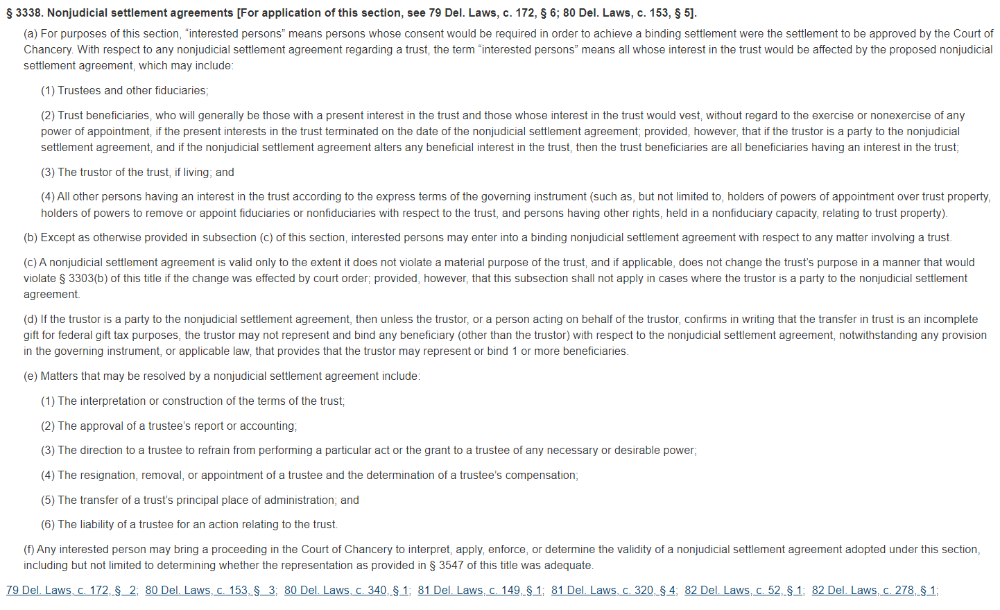 § 3338. Nonjudicial settlement agreements [For application of this section, see 79 Del. Laws, c. 172, § 6; 80 Del. Laws, c. 153, § 5].
(a) For purposes of this section, “interested persons” means persons whose consent would be required in order to achieve a binding settlement were the settlement to be approved by the Court of
Chancery. With respect to any nonjudicial settlement agreement regarding a trust, the term “interested persons” means all whose interest in the trust would be affected by the proposed nonjudicial
settlement agreement, which may include:
(1) Trustees and other fiduciaries;
(2) Trust beneficiaries, who will generally be those with a present interest in the trust and those whose interest in the trust would vest, without regard to the exercise or nonexercise of any
power of appointment, if the present interests in the trust terminated on the date of the nonjudicial settlement agreement; provided, however, that if the trustor is a party to the nonjudicial
settlement agreement, and if the nonjudicial settlement agreement alters any beneficial interest in the trust, then the trust beneficiaries are all beneficiaries having an interest in the trust;
(3) The trustor of the trust, if living; and
(4) All other persons having an interest in the trust according to the express terms of the governing instrument (such as, but not limited to, holders of powers of appointment over trust property,
holders of powers to remove or appoint fiduciaries or nonfiduciaries with respect to the trust, and persons having other rights, held in a nonfiduciary capacity, relating to trust property).
(b) Except as otherwise provided in subsection (c) of this section, interested persons may enter into a binding nonjudicial settlement agreement with respect to any matter involving a trust.
(c) A nonjudicial settlement agreement is valid only to the extent it does not violate a material purpose of the trust, and if applicable, does not change the trust’s purpose in a manner that would
violate § 3303(b) of this title if the change was effected by court order; provided, however, that this subsection shall not apply in cases where the trustor is a party to the nonjudicial settlement
agreement.
(d) If the trustor is a party to the nonjudicial settlement agreement, then unless the trustor, or a person acting on behalf of the trustor, confirms in writing that the transfer in trust is an incomplete
gift for federal gift tax purposes, the trustor may not represent and bind any beneficiary (other than the trustor) with respect to the nonjudicial settlement agreement, notwithstanding any provision
in the governing instrument, or applicable law, that provides that the trustor may represent or bind 1 or more beneficiaries.
(e) Matters that may be resolved by a nonjudicial settlement agreement include:
(1) The interpretation or construction of the terms of the trust;
(2) The approval of a trustee’s report or accounting;
(3) The direction to a trustee to refrain from performing a particular act or the grant to a trustee of any necessary or desirable power;
(4) The resignation, removal, or appointment of a trustee and the determination of a trustee’s compensation;
(5) The transfer of a trust’s principal place of administration; and
(6) The liability of a trustee for an action relating to the trust.
(f) Any interested person may bring a proceeding in the Court of Chancery to interpret, apply, enforce, or determine the validity of a nonjudicial settlement agreement adopted under this section,
including but not limited to determining whether the representation as provided in § 3547 of this title was adequate.
79 Del. Laws, c. 172, § 2; 80 Del. Laws, c. 153, § 3; 80 Del. Laws, c. 340, § 1; 81 Del. Laws, c. 149, § 1; 81 Del. Laws, c. 320, § 4; 82 Del. Laws, c. 52, § 1; 82 Del. Laws, c. 278, § 1;